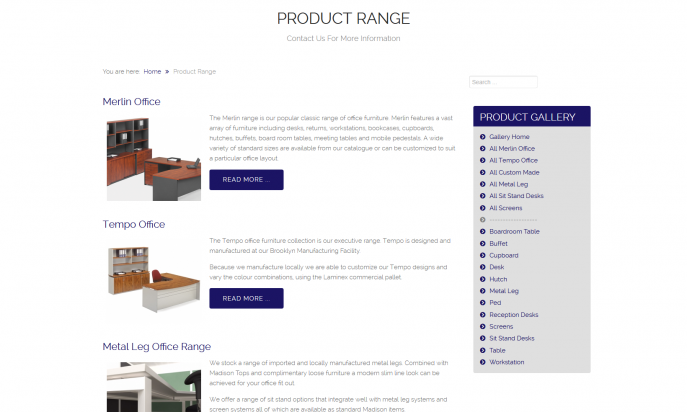 PRODUCT RANGE
Contact Us For More Information
You are here: Home » Product Range
Search ...
Merlin Office
The Merlin range is our popular classic range of office furniture. Merlin features a vast
array of furniture including desks, returns, workstations, bookcases, cupboards,
hutches, buffets, board room tables, meeting tables and mobile pedestals. A wide
variety of standard sizes are available from our catalogue or can be customized to suit
a particular office layout
READ MORE ...
Tempo Office
The Tempo office furniture collection is our executive range. Tempo is designed and
manufactured at our Brooklyn Manufacturing Facility
Because we manufacture locally we are able to customize our Tempo designs and
vary the colour combinations, using the Laminex commercial pallet
READ MORE ...
Metal Leg Office Range
We stock a range of imported and locally manufactured metal legs. Combined with
Madison Tops and complimentary loose furniture a modern slim line look can be
achieved for your office fit out
We offer a range of sit stand options that integrate well with metal leg systems and
screen systems all of which are available as standard Madison items.
PRODUCT GALLERY
Gallery Home
All Merlin Office
All Tempo Office
All Custom Made
All Metal Leg
All Sit Stand Desks
All Screens
--------------------
Boardroom Table
Buffet
Cupboard
Desk
Hutch
Metal Leg
Ped
Reception Desks
Screens
Sit Stand Desks
Table
Workstation